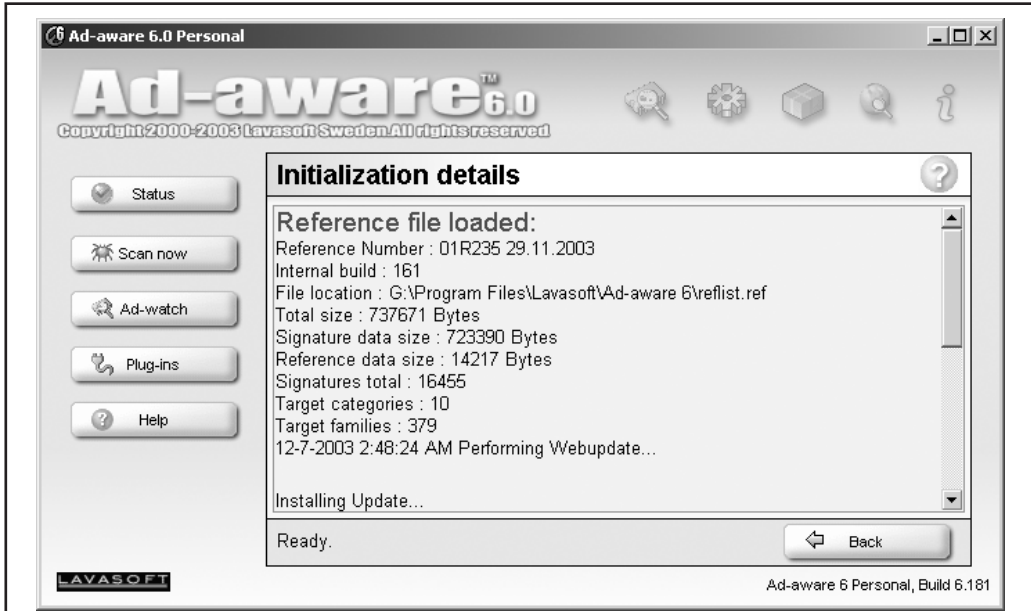 Ad-aware 6.0 Personal
Ad-aware™ 6.0
Copyright 2000-2003 Lavasoft Sweden. All rights reserved
Status
Scan now
Ad-watch
Plug-ins
Help
Initialization details
Reference file loaded:
Reference Number : 01R235 29.11.2003
Internal build : 161
File location : G:\Program Files\Lavasoft\Ad-aware 6\reflist.ref
Total size : 737671 Bytes
Signature data size : 723390 Bytes
Reference data size : 14217 Bytes
Signatures total : 16455
Target categories : 10
Target families : 379
12-7-2003 2:48:24 AM Performing Webupdate...
Installing Update...
Ready.
Back
LAVASOFT
Ad-aware 6 Personal, Build 6.181